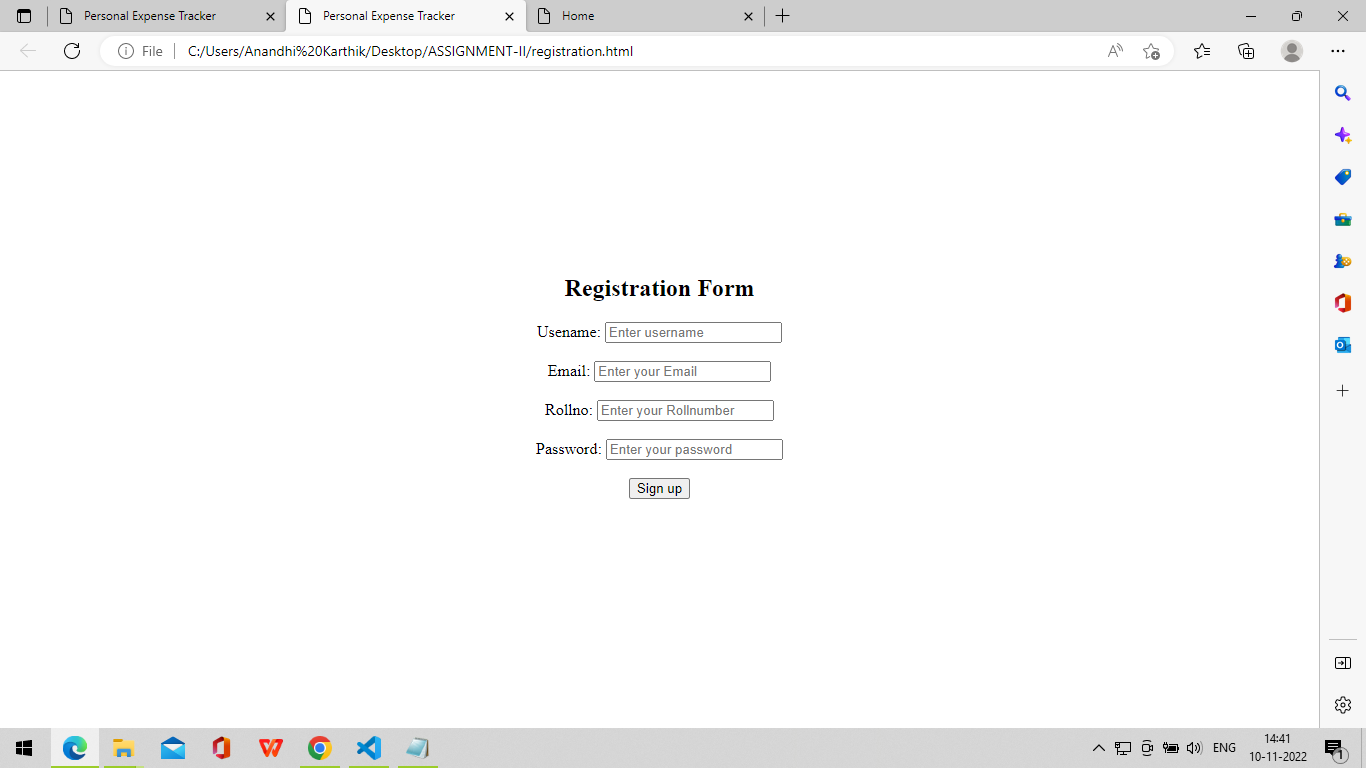 Personal Expense Tracker
Personal Expense Tracker
Home
File
C:/Users/Anandhi%20Karthik/Desktop/ASSIGNMENT-II/registration.html
Registration Form
Usename: Enter username
Email: Enter your Email
Rollno: Enter your Rollnumber
Password: Enter your password
Sign up
ENG
14:41
10-11-2022
1